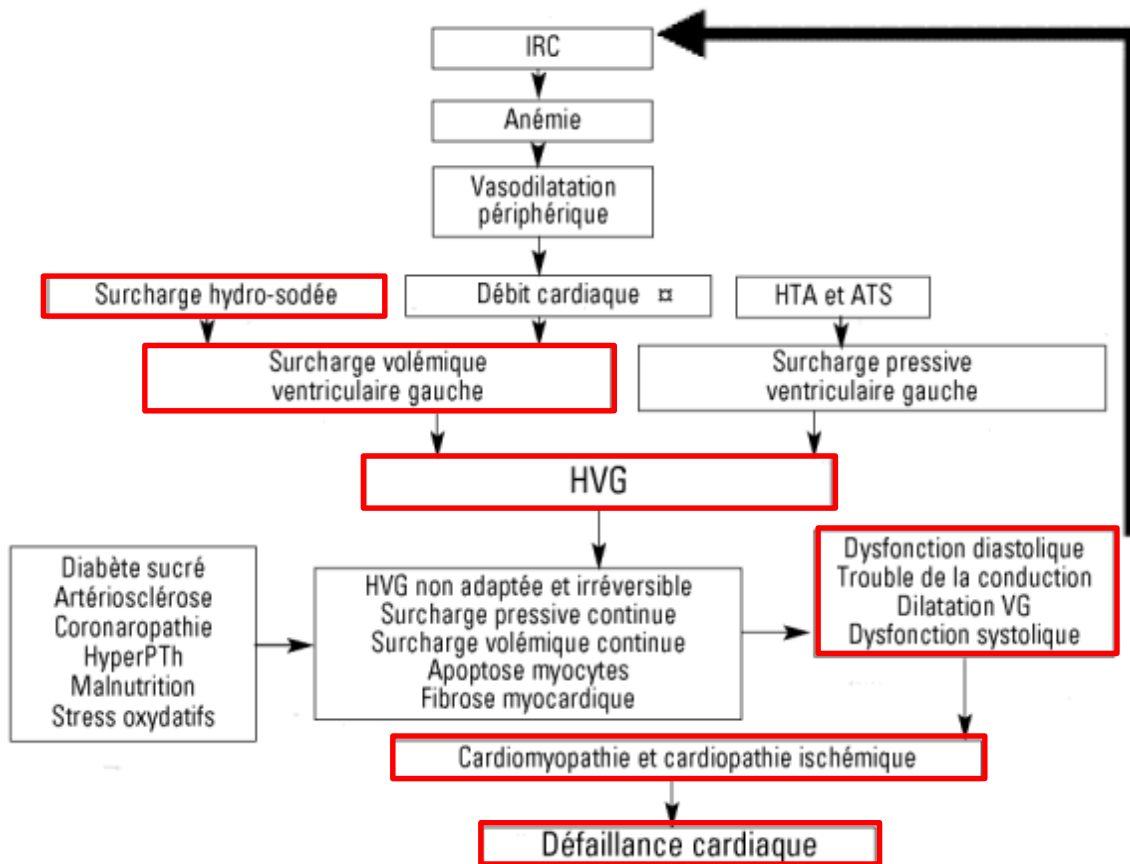 IRC
Anémie
Vasodilatation
périphérique
Surcharge hydro-sodée
Débit cardiaque ¤
HTA et ATS
Surcharge volémique
ventriculaire gauche
Surcharge pressive
ventriculaire gauche
HVG
Diabète sucré
Artériosclérose
Coronaropathie
HyperPTh
Malnutrition
Stress oxydatifs
HVG non adaptée et irréversible
Surcharge pressive continue
Surcharge volémique continue
Apoptose myocytes
Fibrose myocardique
Dysfonction diastolique
Trouble de la conduction
Dilatation VG
Dysfonction systolique
Cardiomyopathie et cardiopathie ischémique
Défaillance cardiaque